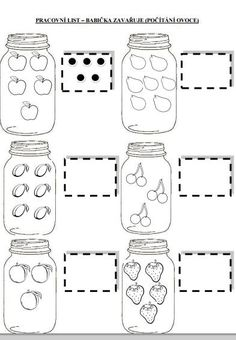 PRACOVNÍ LIST – BABIČKA ZAVAŘUJE (POČÍTÁNÍ OVOCE)